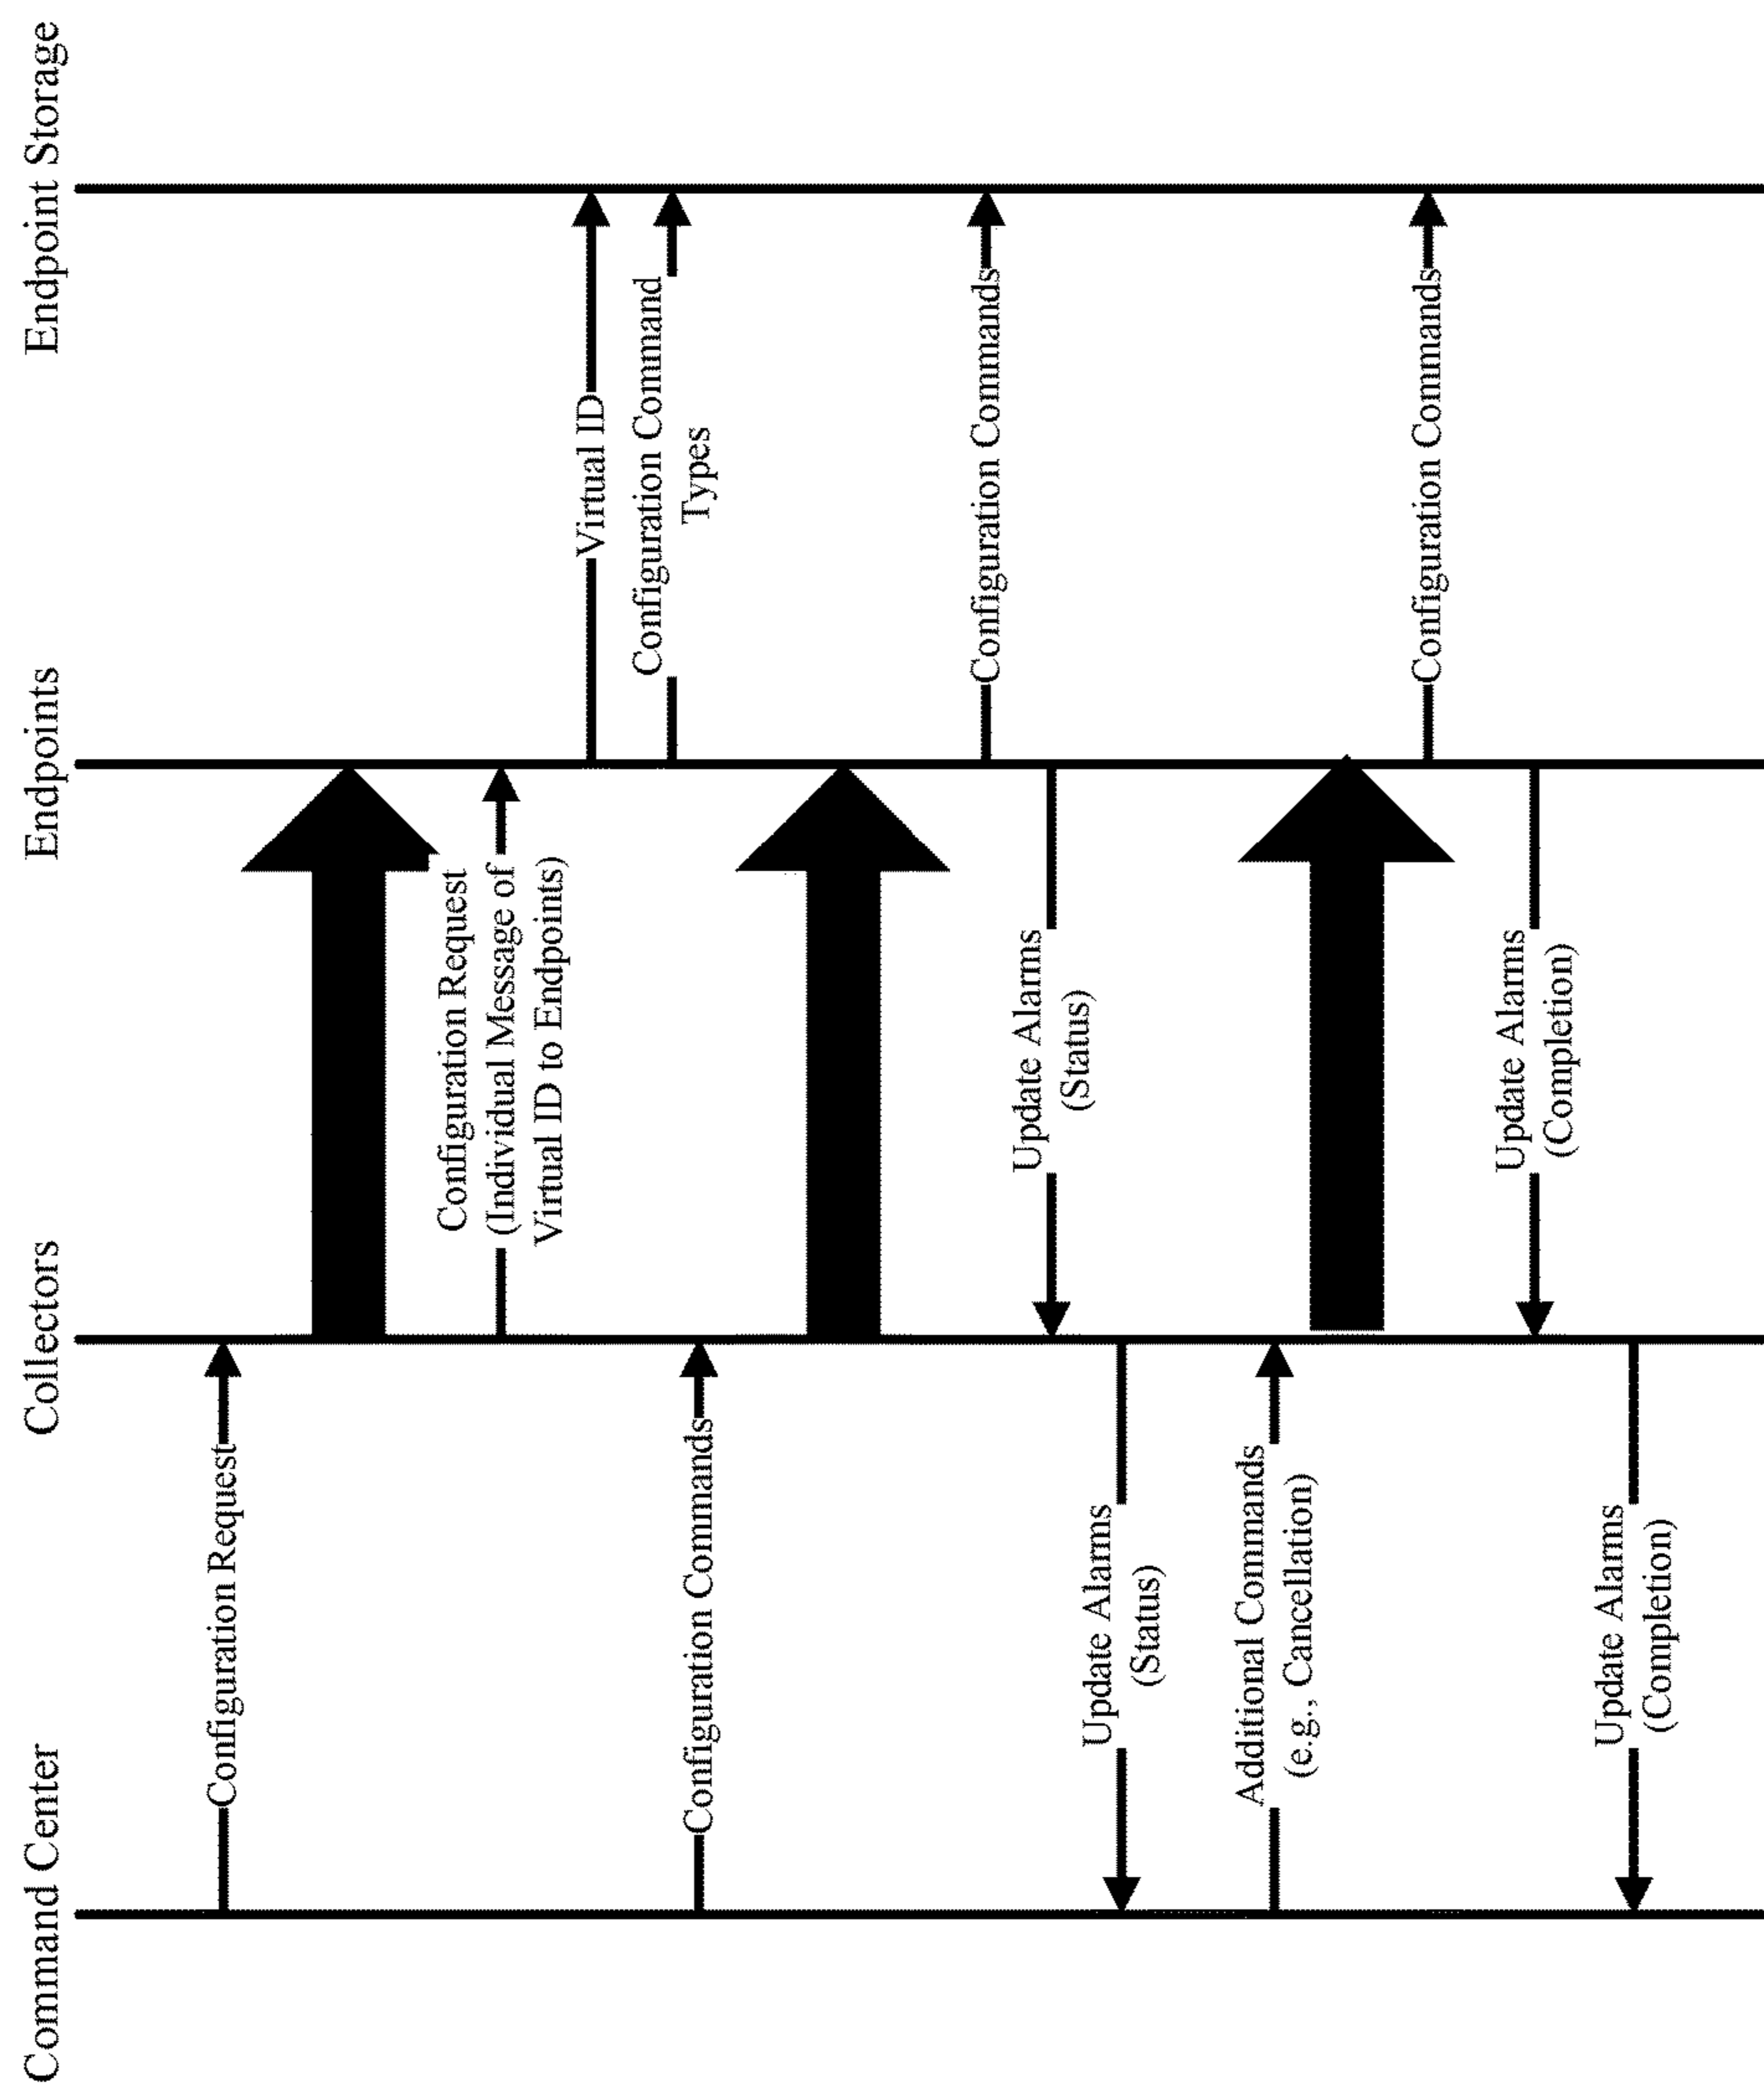 Command Center
Collectors
Endpoints
Endpoint Storage
Configuration Request
Configuration Request
(Individual Message of
Virtual ID to Endpoints)
Virtual ID
Configuration Command
Types
Configuration Commands
Configuration Commands
Update Alarms
(Status)
Update Alarms
(Status)
Additional Commands
(e.g., Cancellation)
Configuration Commands
Update Alarms
(Completion)
Update Alarms
(Completion)